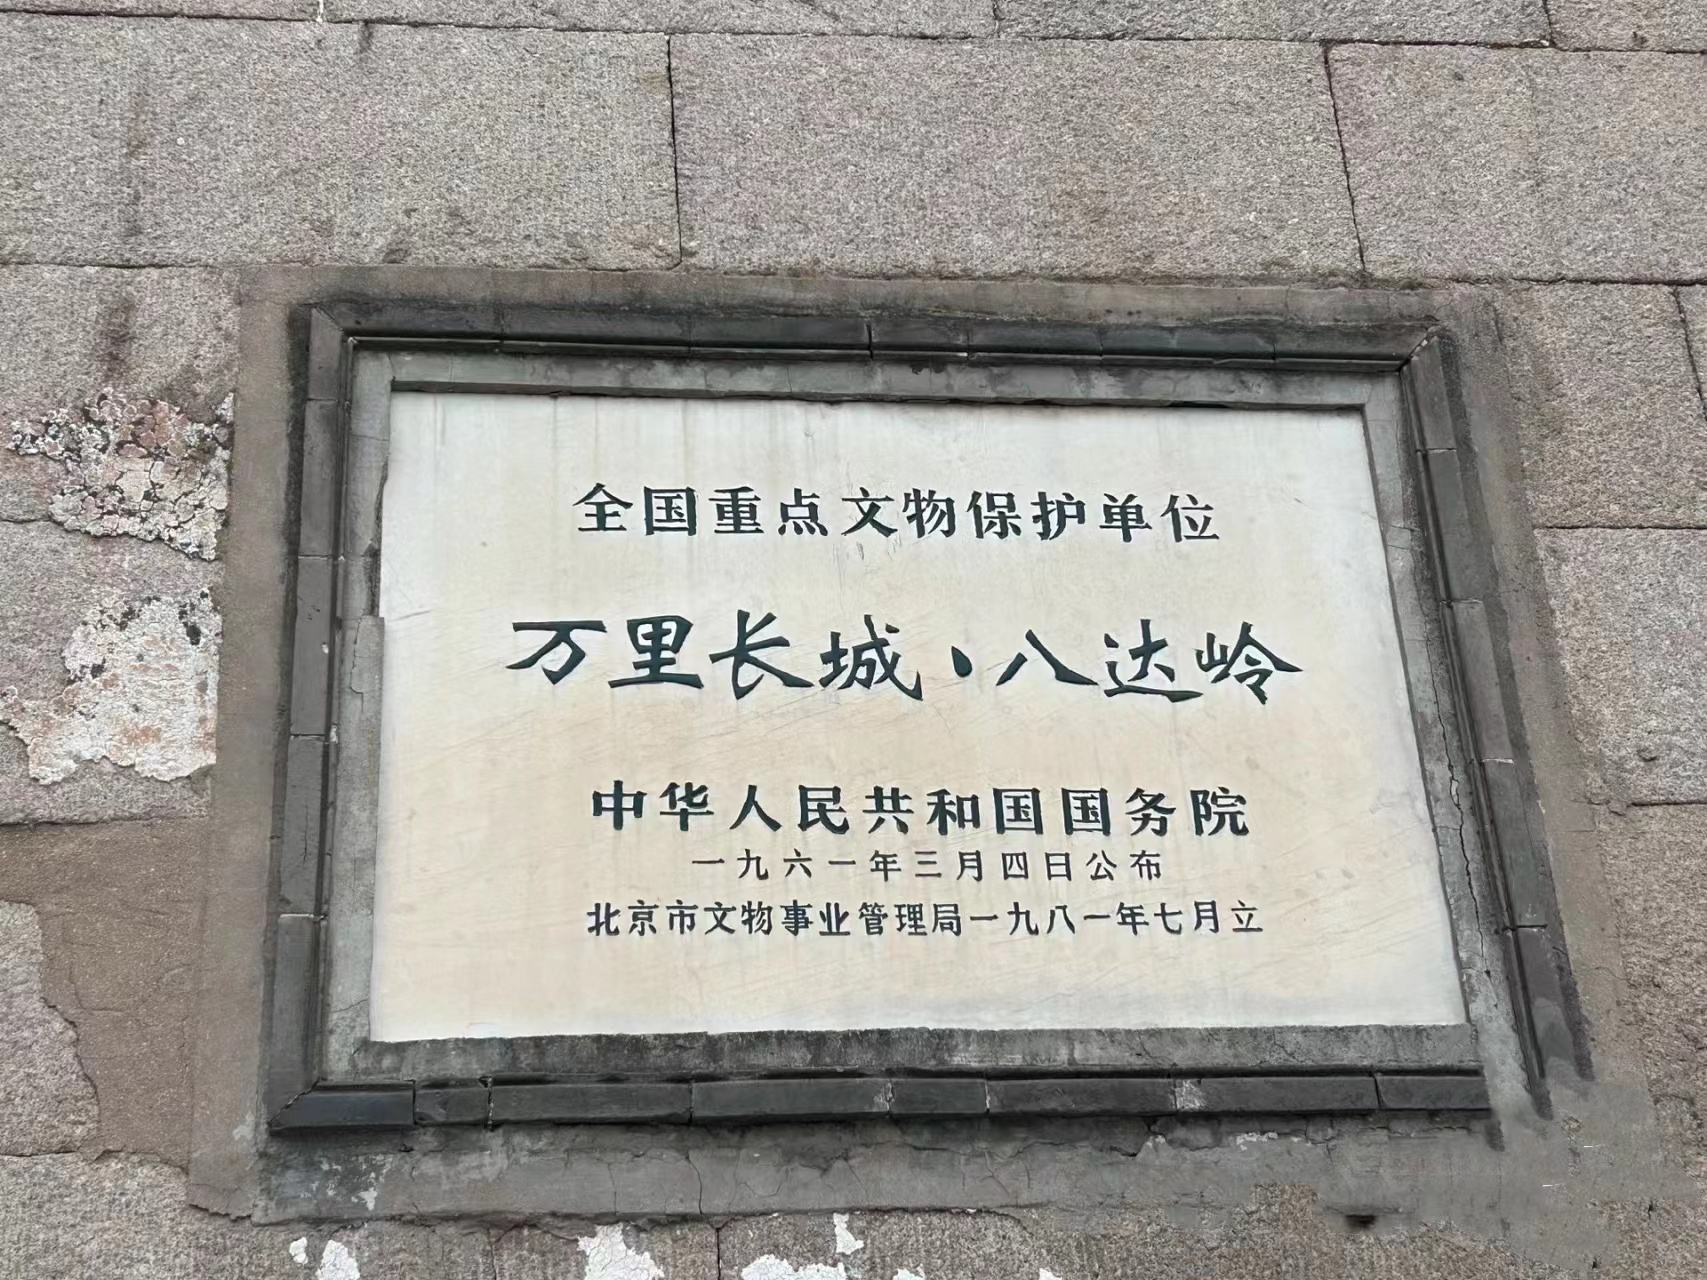 全国重点文物保护单位
万里长城·八达岭
中华人民共和国国务院
一九六一年三月四日公布
北京市文物事业管理局一九八一年七月立